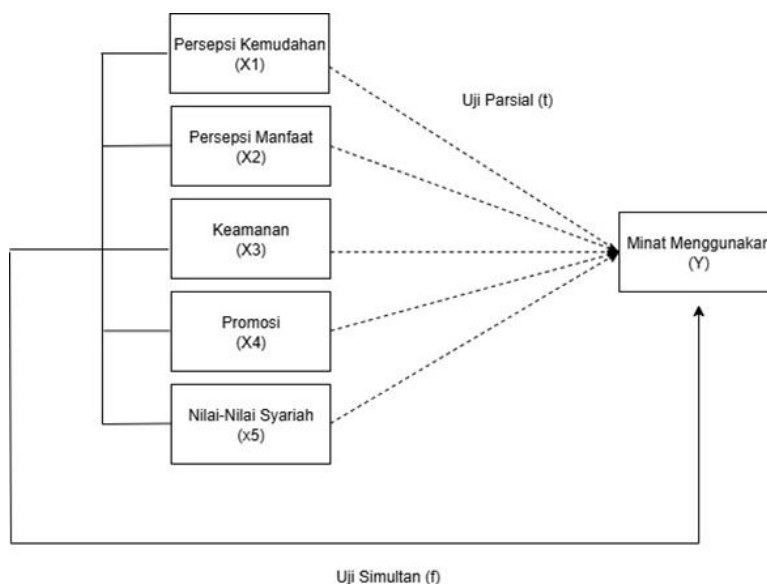 Persepsi Kemudahan
(X1)
Uji Parsial (t)
Persepsi Manfaat
(X2)
Keamanan
(X3)
Minat Menggunakan
(Y)
Promosi
(X4)
Nilai-Nilai Syariah
(x5)
Uji Simultan (f)